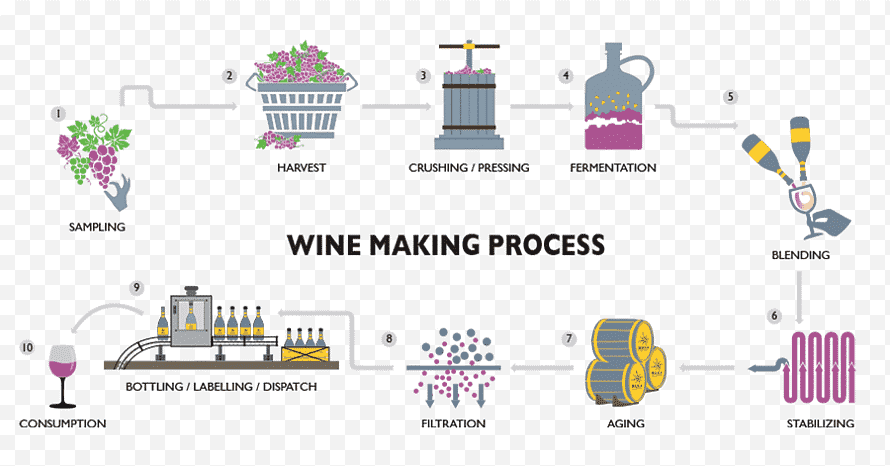 1
SAMPLING
2
HARVEST
3
CRUSHING / PRESSING
4
FERMENTATION
5
BLENDING
WINE MAKING PROCESS
6
STABILIZING
7
AGING
8
FILTRATION
9
BOTTLING / LABELLING / DISPATCH
10
CONSUMPTION